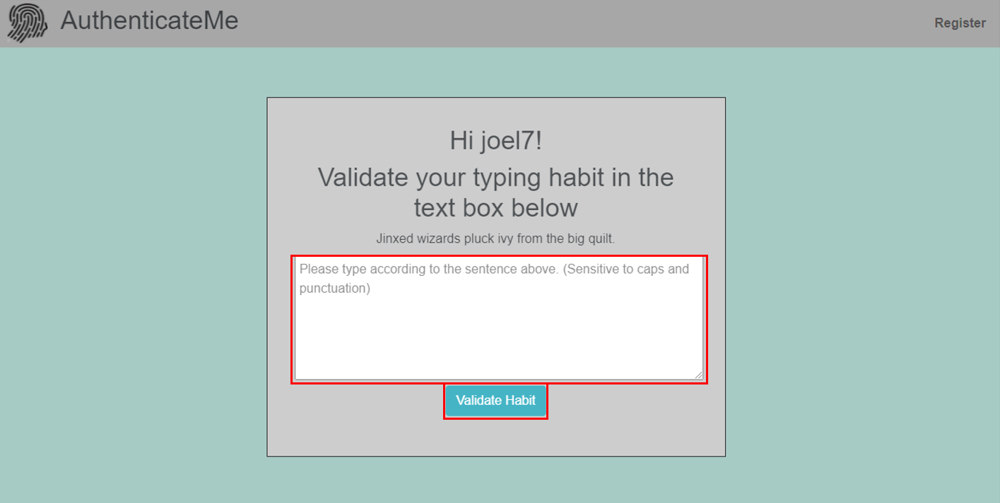 AuthenticateMe
Register
Hi joel7!
Validate your typing habit in the
text box below
Jinxed wizards pluck ivy from the big quilt.
Please type according to the sentence above. (Sensitive to caps and
punctuation)
Validate Habit